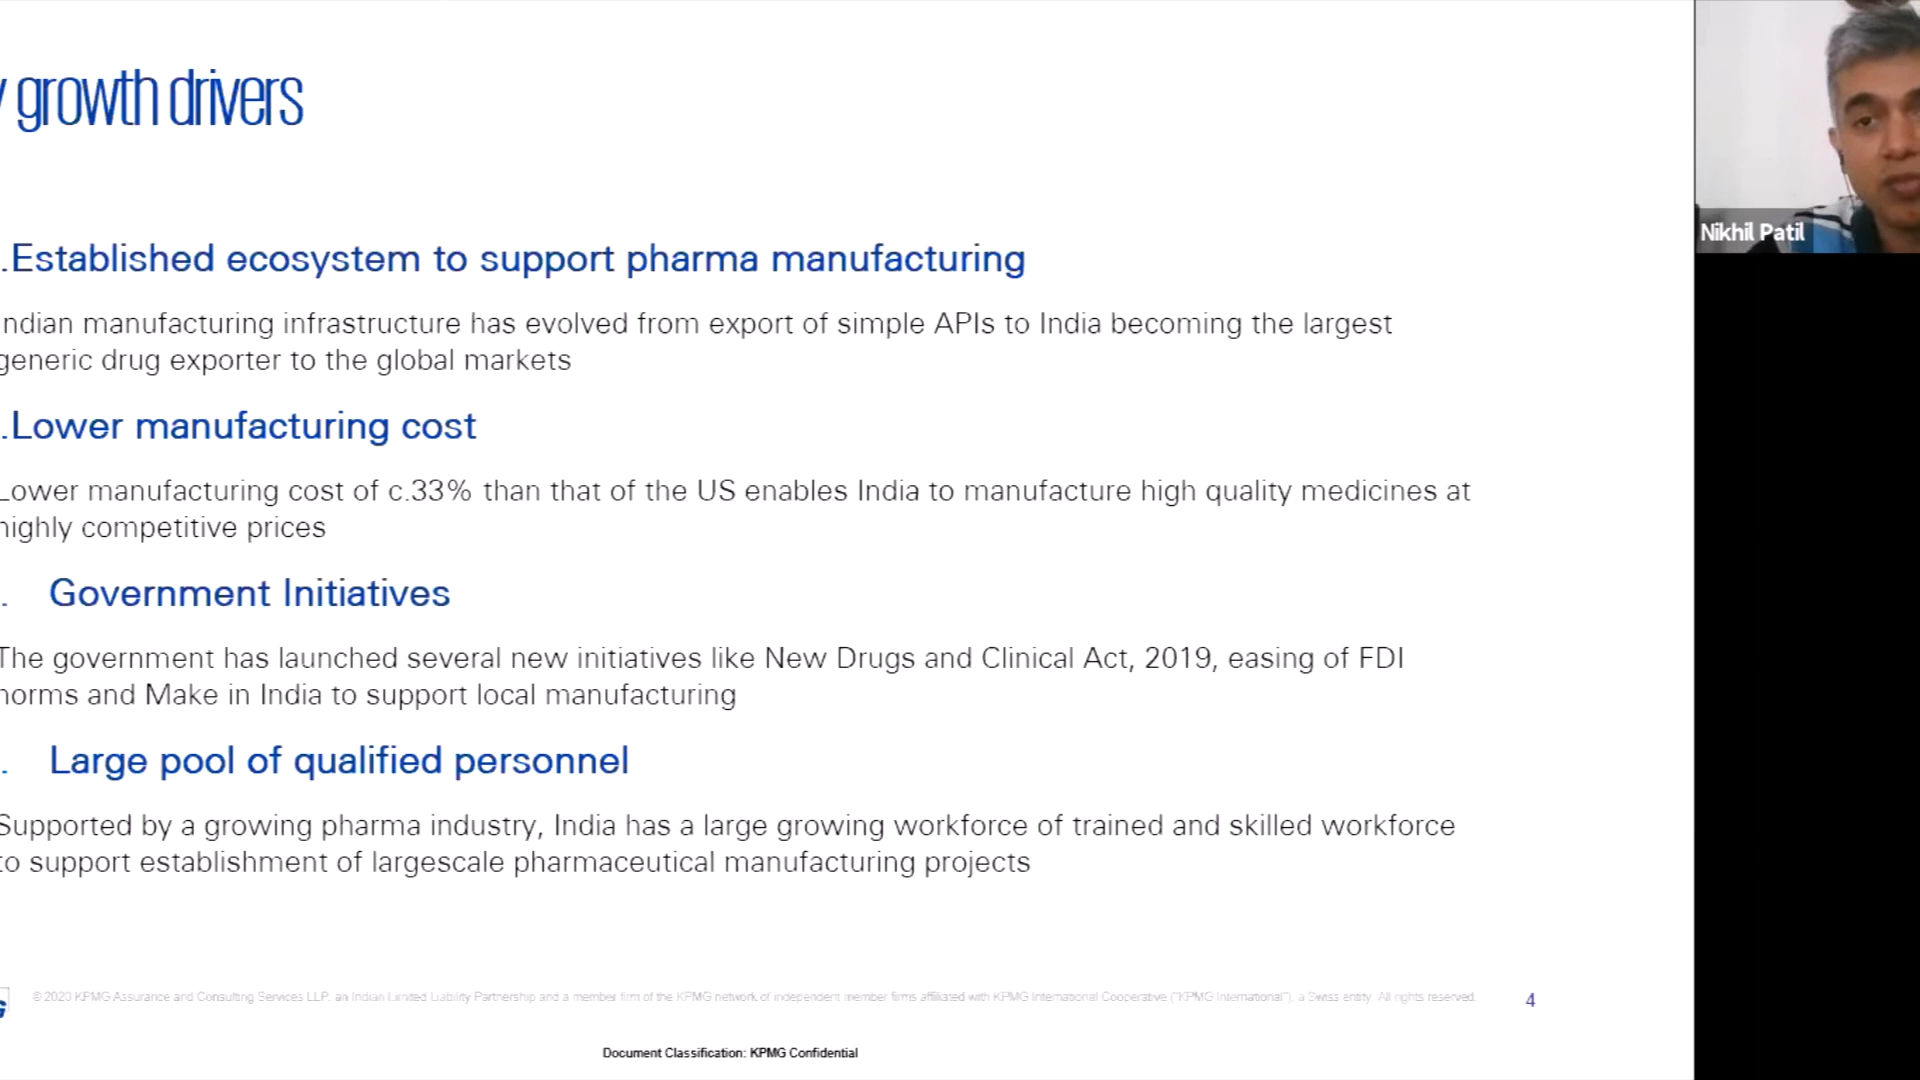 growth drivers
Nikhil Patil
.Established ecosystem to support pharma manufacturing
ndian manufacturing infrastructure has evolved from export of simple APIs to India becoming the largest
generic drug exporter to the global markets
.Lower manufacturing cost
Lower manufacturing cost of c.33% than that of the US enables India to manufacture high quality medicines at
highly competitive prices
. Government Initiatives
The government has launched several new initiatives like New Drugs and Clinical Act, 2019, easing of FDI
norms and Make in India to support local manufacturing
. Large pool of qualified personnel
Supported by a growing pharma industry, India has a large growing workforce of trained and skilled workforce
to support establishment of largescale pharmaceutical manufacturing projects
© 2020 KPMG Assurance and Consulting Services LLP, an Indian Limited Liability Partnership and a member firm of the KPMG network of independent member firms affiliated with KPMG International Cooperative ("KPMG International"), a Swiss entity. All rights reserved.
4
Document Classification: KPMG Confidential